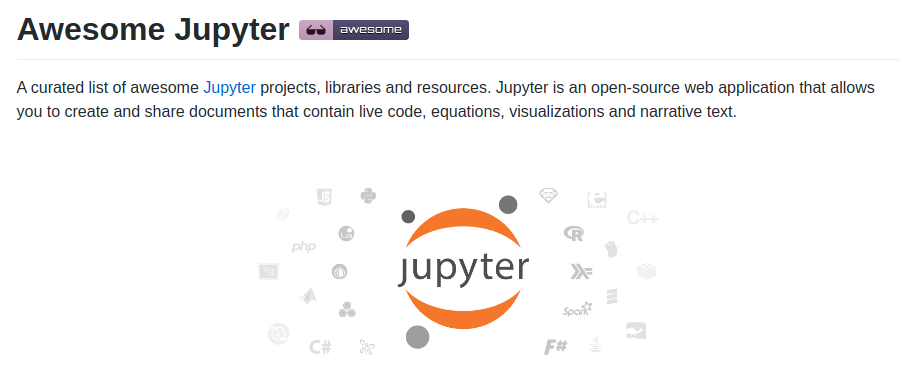 Awesome Jupyter
awesome
A curated list of awesome Jupyter projects, libraries and resources. Jupyter is an open-source web application that allows
you to create and share documents that contain live code, equations, visualizations and narrative text.
JS
C++
php
R
jupyter
Spark
C#
F#